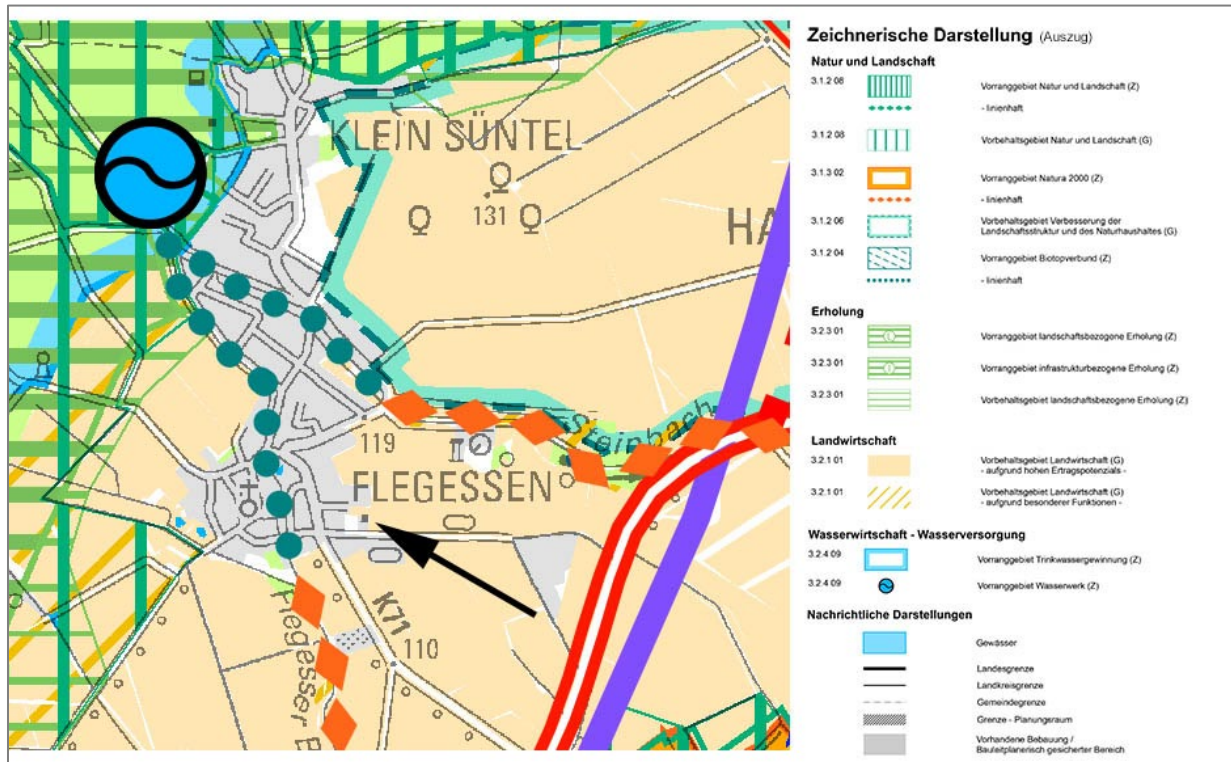 KLEIN SÜNTEL
131
HA
Steinbach
119
FLEGESSEN
K71
110
Zeichnerische Darstellung (Auszug)
Natur und Landschaft
3.1.2 08 Vorranggebiet Natur und Landschaft (Z)
- linienhaft
3.1.2 08 Vorbehaltsgebiet Natur und Landschaft (G)
3.1.3 02 Vorranggebiet Natura 2000 (Z)
- linienhaft
3.1.2 06 Vorbehaltsgebiet Verbesserung der
Landschaftsstruktur und des Naturhaushaltes (G)
3.1.2 04 Vorranggebiet Biotopverbund (Z)
- linienhaft
Erholung
3.2.3 01 Vorranggebiet landschaftsbezogene Erholung (Z)
3.2.3 01 Vorranggebiet infrastrukturbezogene Erholung (Z)
3.2.3 01 Vorbehaltsgebiet landschaftsbezogene Erholung (Z)
Landwirtschaft
3.2.1 01 Vorbehaltsgebiet Landwirtschaft (G)
- aufgrund hohen Ertragspotenzials -
3.2.1 01 Vorbehaltsgebiet Landwirtschaft (G)
- aufgrund besonderer Funktionen -
Wasserwirtschaft - Wasserversorgung
3.2.4 09 Vorranggebiet Trinkwassergewinnung (Z)
3.2.4 09 Vorranggebiet Wasserwerk (Z)
Nachrichtliche Darstellungen
Gewässer
Landesgrenze
Landkreisgrenze
Gemeindegrenze
Grenze - Planungsraum
Vorhandene Bebauung /
Bauleitplanerisch gesicherter Bereich